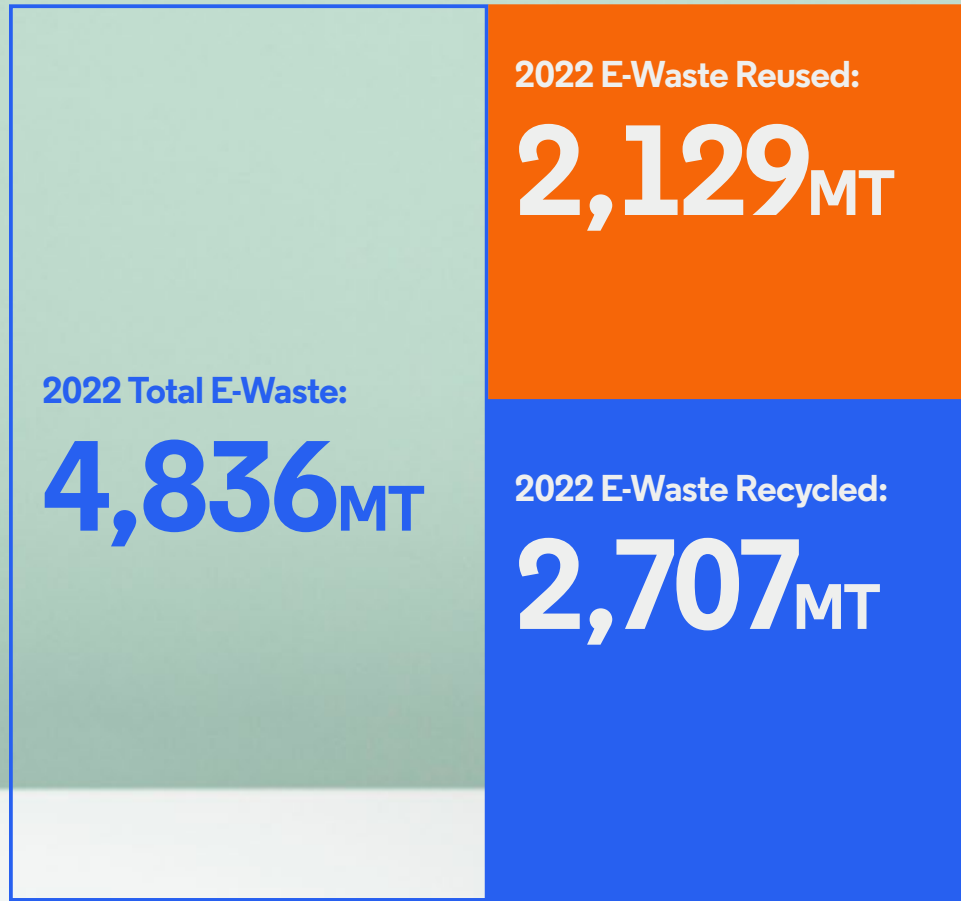 2022 Total E-Waste:
4,836MT
2022 E-Waste Reused:
2,129MT
2022 E-Waste Recycled:
2,707MT